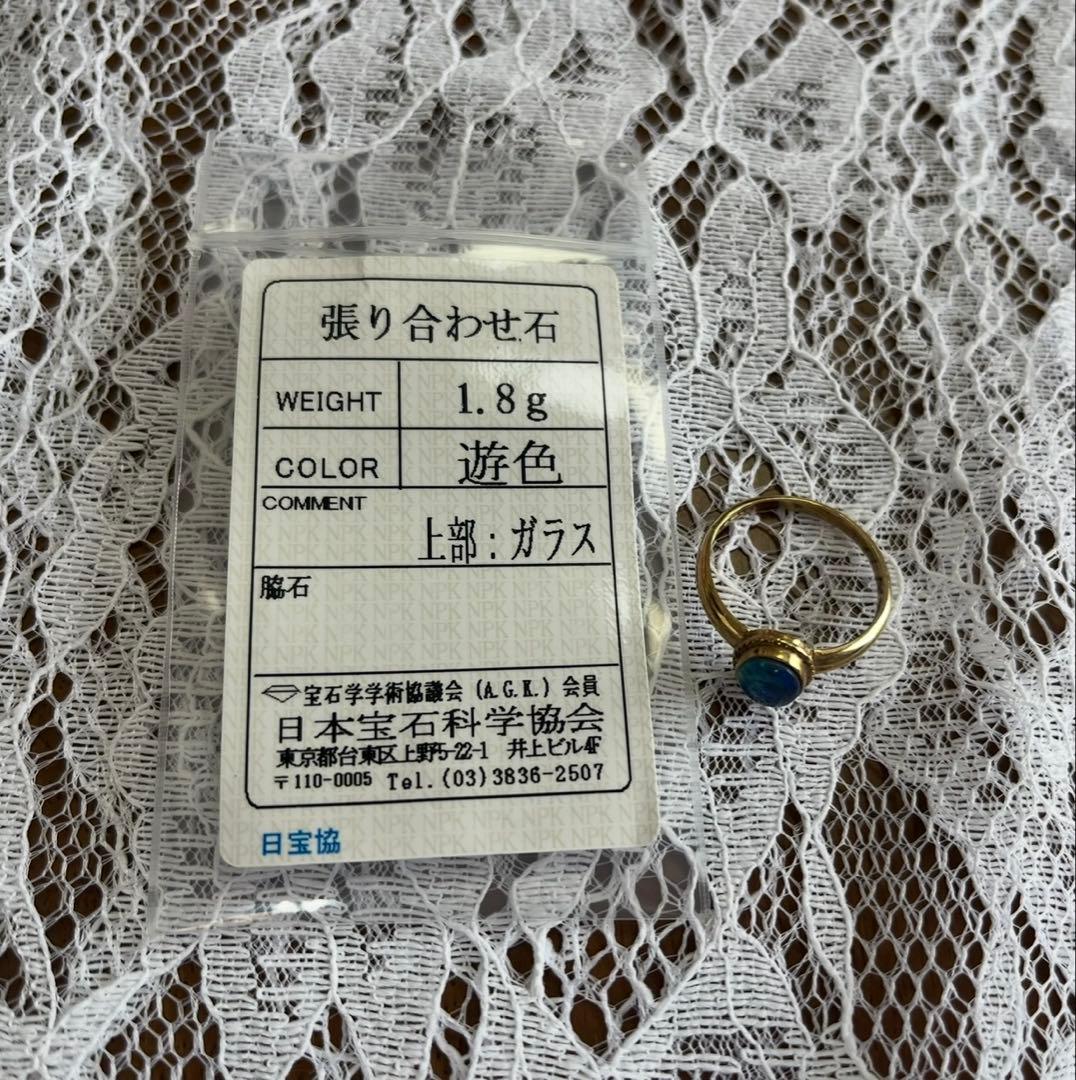 張り合わせ石
WEIGHT 1.8g
COLOR 遊色
COMMENT
上部:ガラス
脇石
宝石学学術協議会 (A.G.K.) 会員
日本宝石科学協会
東京都台東区上野5-22-1 井上ビル4F
〒110-0005 Tel.(03)3836-2507
日宝協